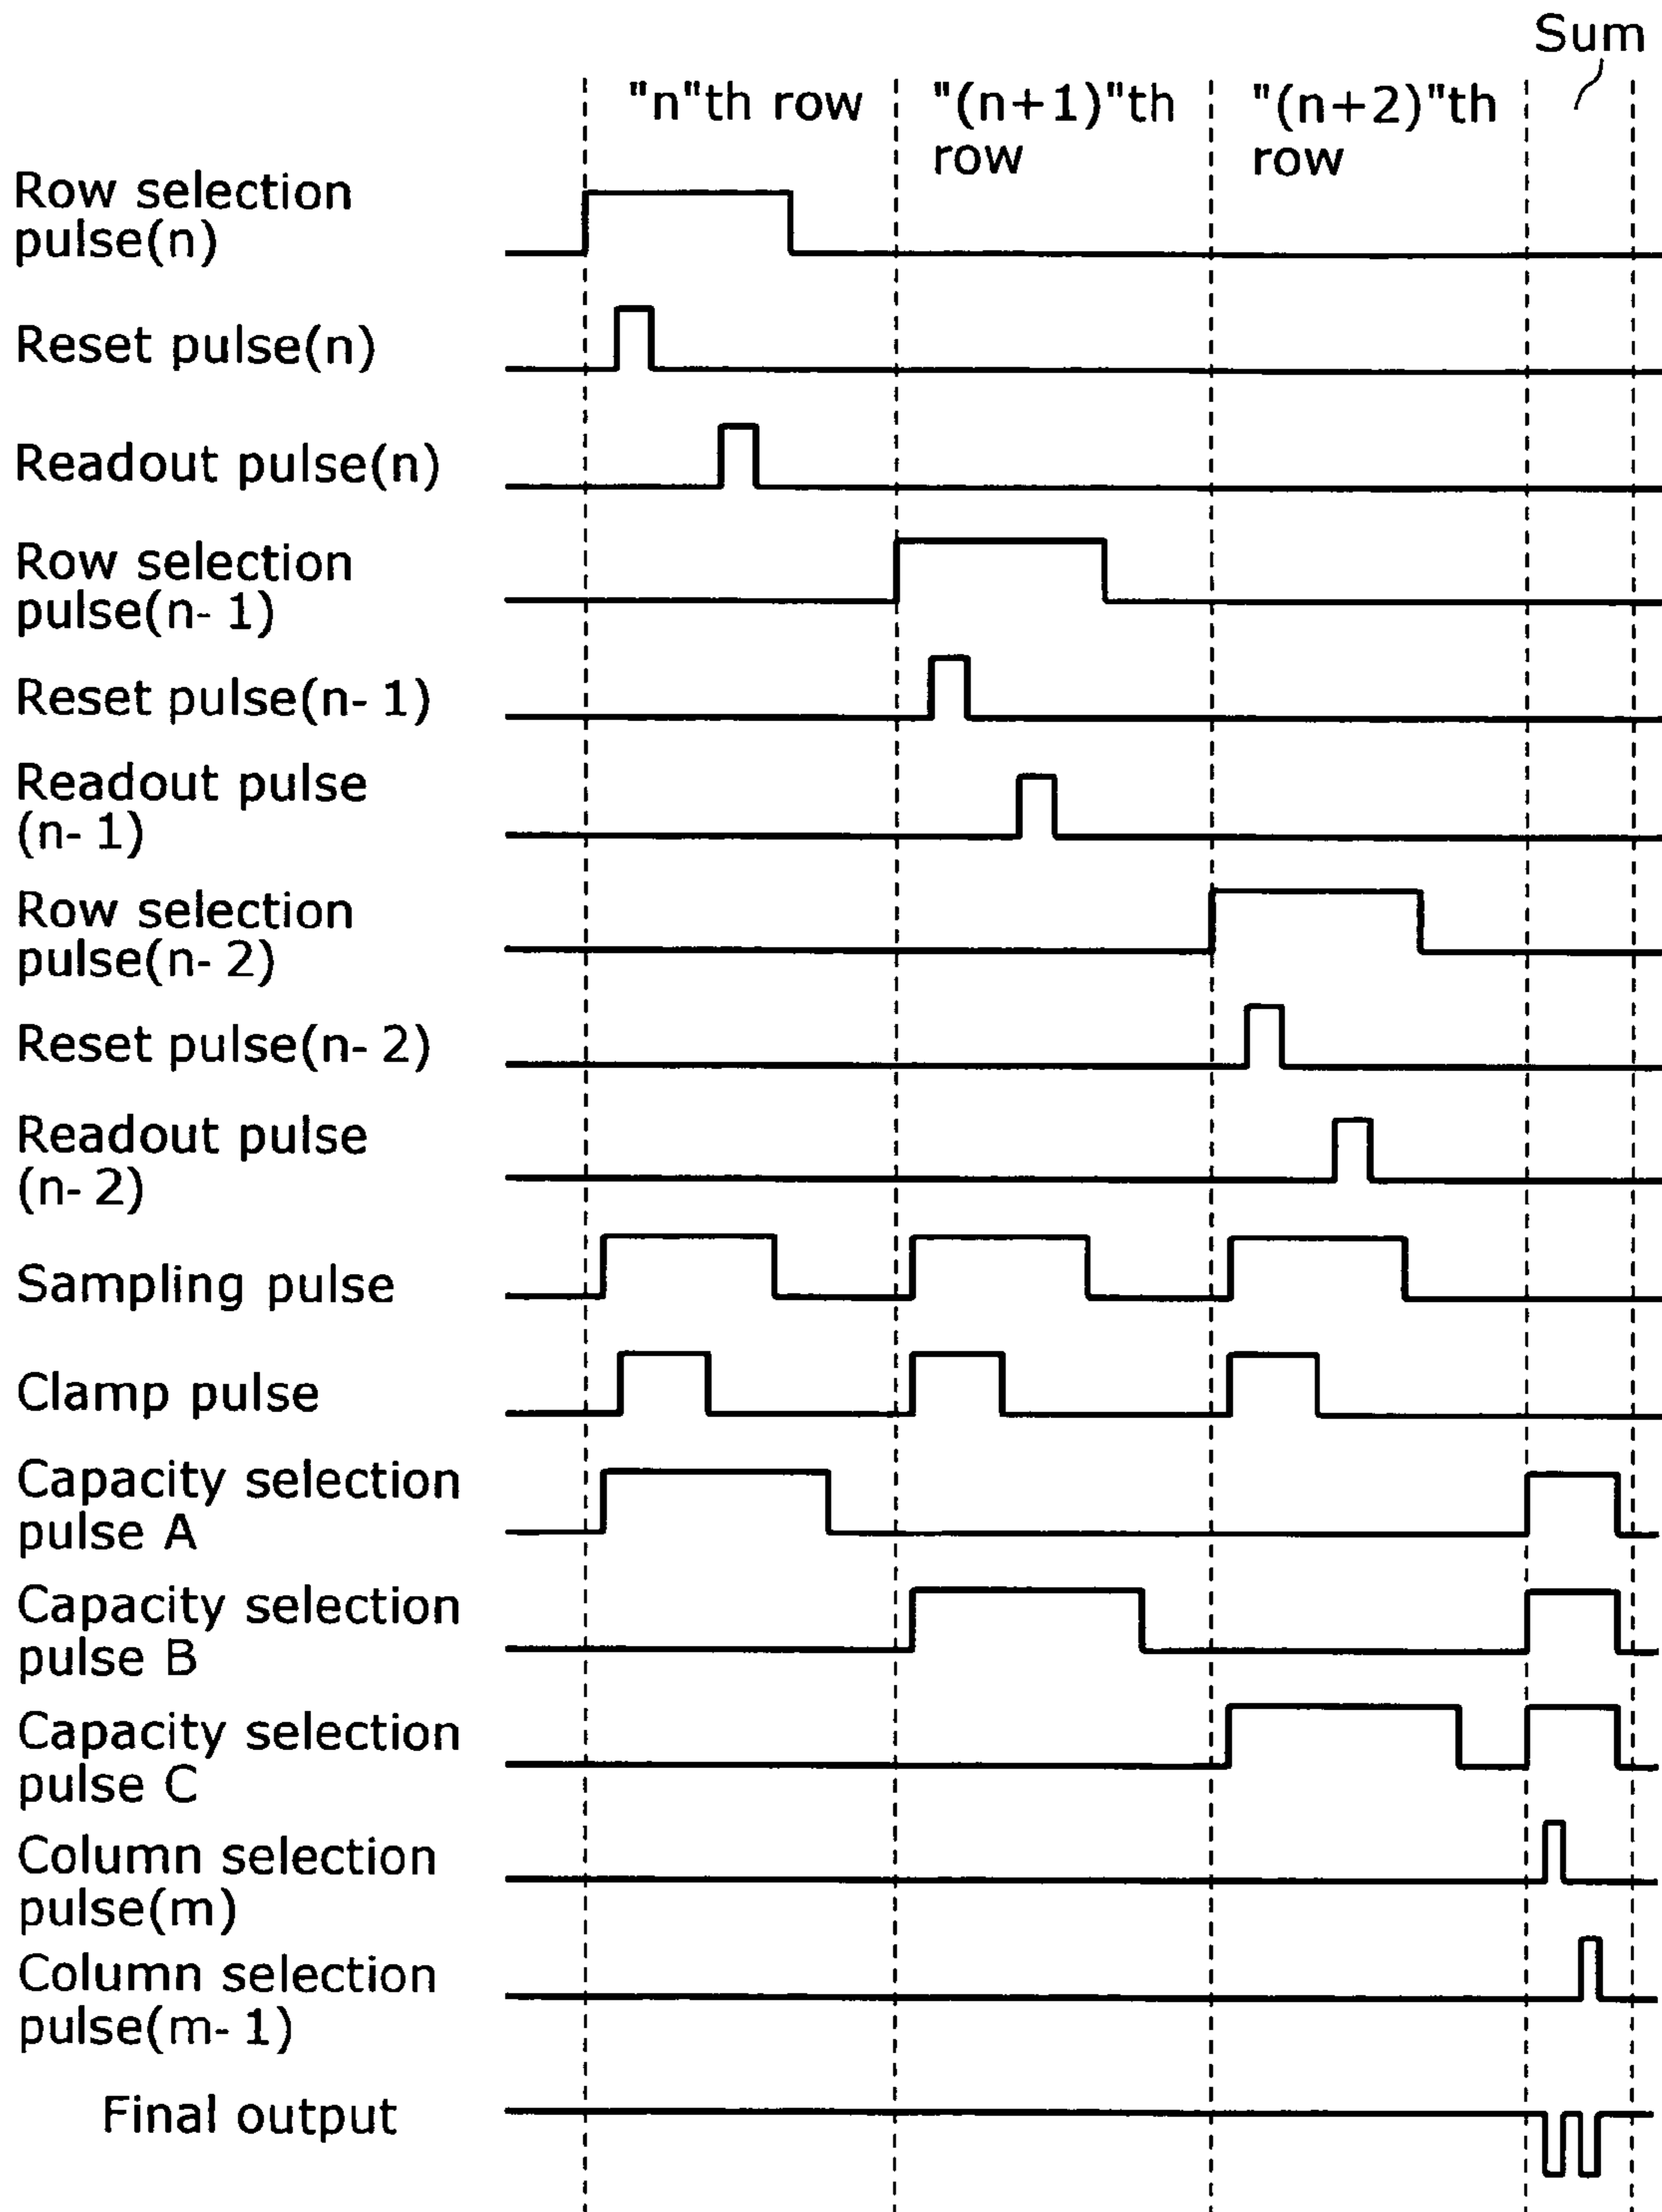 Sum
"n"th row
"(n+1)"th
row
"(n+2)"th
row
Row selection
pulse(n)
Reset pulse(n)
Readout pulse(n)
Row selection
pulse(n- 1)
Reset pulse(n- 1)
Readout pulse
(n- 1)
Row selection
pulse(n- 2)
Reset pulse(n- 2)
Readout pulse
(n- 2)
Sampling pulse
Clamp pulse
Capacity selection
pulse A
Capacity selection
pulse B
Capacity selection
pulse C
Column selection
pulse(m)
Column selection
pulse(m- 1)
Final output